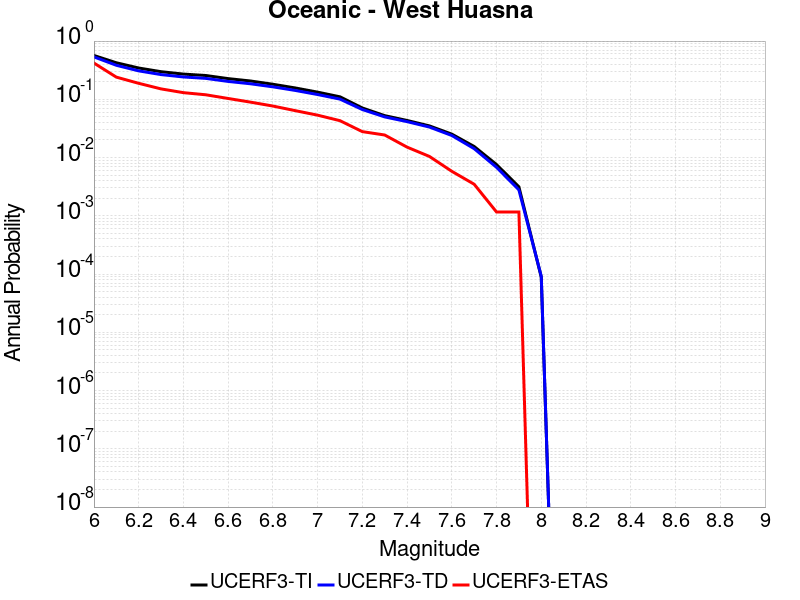 Oceanic - West Huasna
10^0
10^-1
10^-2
10^-3
10^-4
10^-5
10^-6
10^-7
10^-8
Annual Probability
6 6.2 6.4 6.6 6.8 7 7.2 7.4 7.6 7.8 8 8.2 8.4 8.6 8.8 9
Magnitude
UCERF3-TI UCERF3-TD UCERF3-ETAS